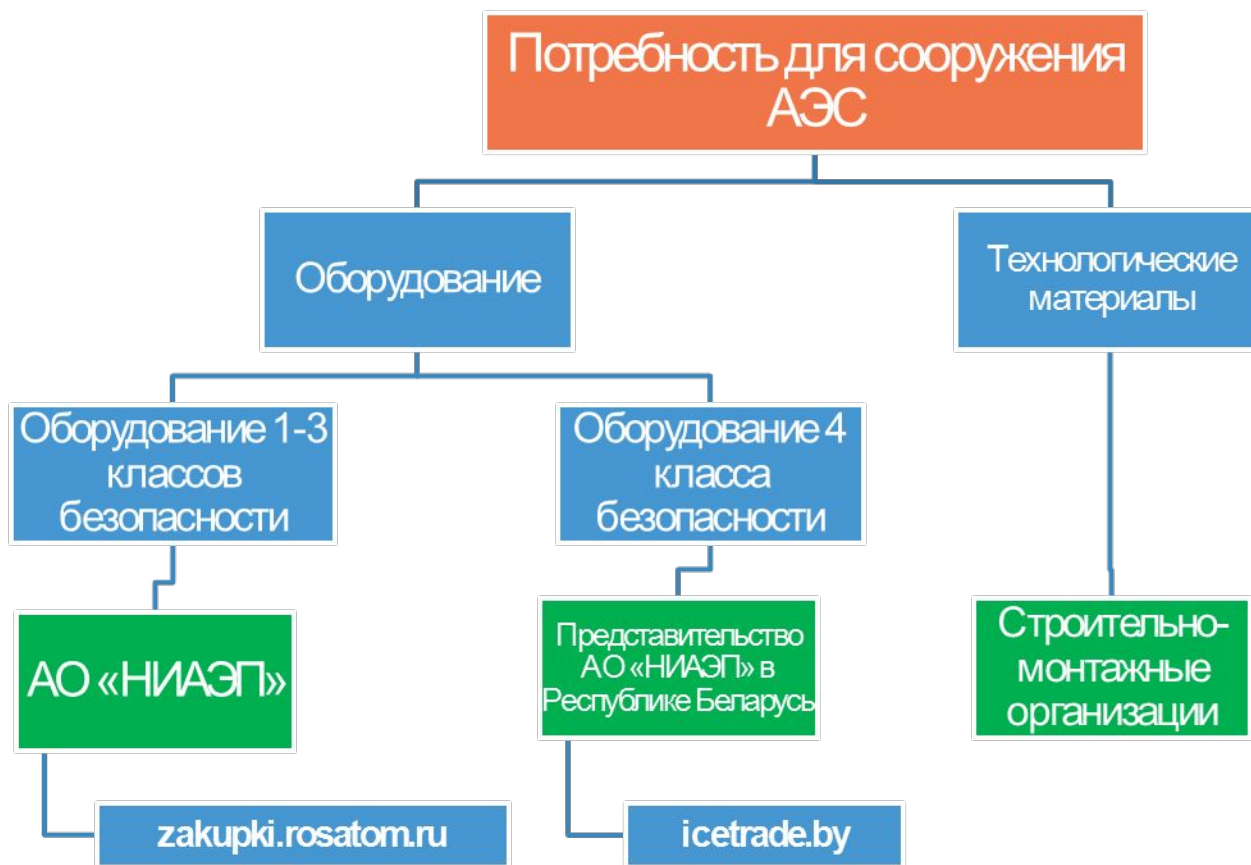 Потребность для сооружения
АЭС
Оборудование
Технологические
материалы
Оборудование 1-3
классов
безопасности
Оборудование 4
класса
безопасности
АО «НИАЭП»
Представительство
АО «НИАЭП» в
Республике Беларусь
Строительно-
монтажные
организации
zakupki.rosatom.ru
icetrade.by